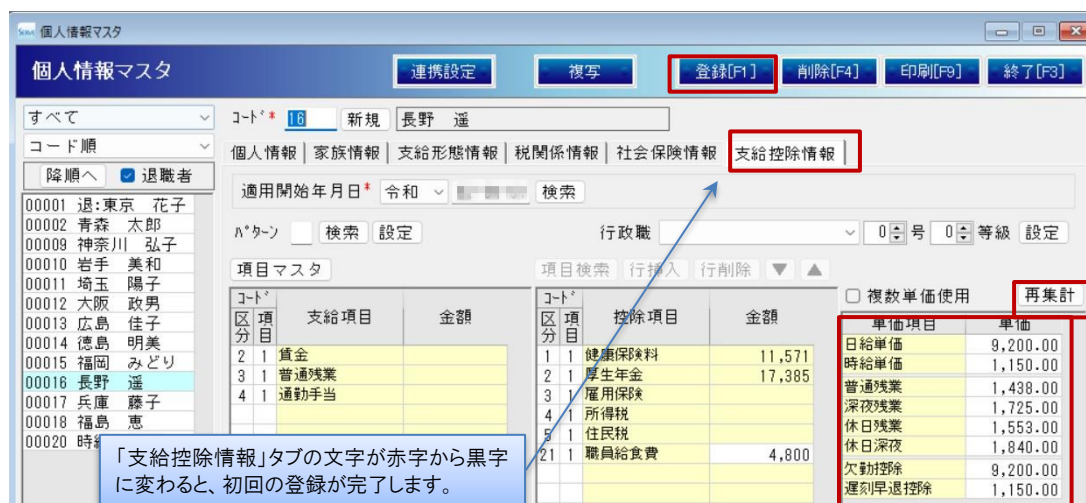 個人情報マスタ
個人情報マスタ
連携設定 複写 登録[F1] 削除[F4] 印刷[F9] 終了[F3]
すべて
コード順
降順へ 退職者
00001 退:東京 花子
00002 青森 太郎
00009 神奈川 弘子
00010 岩手 美和
00011 埼玉 陽子
00012 大阪 政男
00013 広島 佳子
00014 徳島 明美
00015 福岡 みどり
00016 長野 遥
00017 兵庫 藤子
00018 福島 恵
00020 時給
コード* 16 新規 長野 遥
個人情報 家族情報 支給形態情報 税関係情報 社会保険情報 支給控除情報
適用開始年月日* 令和 検索
パターン 検索 設定 行政職 0 号 0 等級 設定
項目マスタ 項目検索 行挿入 行削除 ▼ ▲
複数単価使用 再集計
コード 区分 項目 支給項目 金額
2 1 賃金
3 1 普通残業
4 1 通勤手当
コード 区分 項目 控除項目 金額
1 1 健康保険料 11,571
2 1 厚生年金 17,385
3 1 雇用保険
4 1 所得税
5 1 住民税
21 1 職員給食費 4,800
単価項目 単価
日給単価 9,200.00
時給単価 1,150.00
普通残業 1,438.00
深夜残業 1,725.00
休日残業 1,553.00
休日深夜 1,840.00
欠勤控除 9,200.00
遅刻早退控除 1,150.00
「支給控除情報」タブの文字が赤字から黒字
に変わると、初回の登録が完了します。